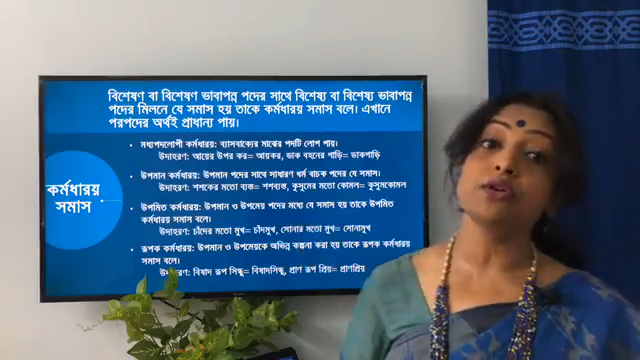 বিশেষণ বা বিশেষণ ভাবাপন্ন পদের সাথে বিশেষ্য বা বিশেষ্য ভাবাপন্ন
পদের মিলনে যে সমাস হয় তাকে কর্মধারয় সমাস বলে। এখানে
পরপদের অর্থই প্রাধান্য পায়।
কর্মধারয়
সমাস
• মধ্যপদলোপী কর্মধারয়: ব্যাসবাক্যের মাঝের পদটি লোপ পায়।
উদাহরণ: আয়ের উপর কর= আয়কর, ডাক বহনের গাড়ি= ডাকগাড়ি
• উপমান কর্মধারয়: উপমান পদের সাথে সাধারণ ধর্ম বাচক পদের যে সমাস।
উদাহরণ: শশকের মতো ব্যস্ত= শশব্যস্ত, কুসুমের মতো কোমল= কুসুমকোমল
• উপমিত কর্মধারয়: উপমান ও উপমেয় পদের মধ্যে যে সমাস হয় তাকে উপমিত
কর্মধারয় সমাস বলে।
উদাহরণ: চাঁদের মতো মুখ= চাঁদমুখ, সোনার মতো মুখ= সোনামুখ
• রূপক কর্মধারয়: উপমান ও উপমেয়কে অভিন্ন কল্পনা করা হয় তাকে রূপক কর্মধারয়
সমাস বলে।
উদাহরণ: বিষাদ রূপ সিন্ধু= বিষাদসিন্ধু, প্রাণ রূপ প্রিয়= প্রাণপ্রিয়